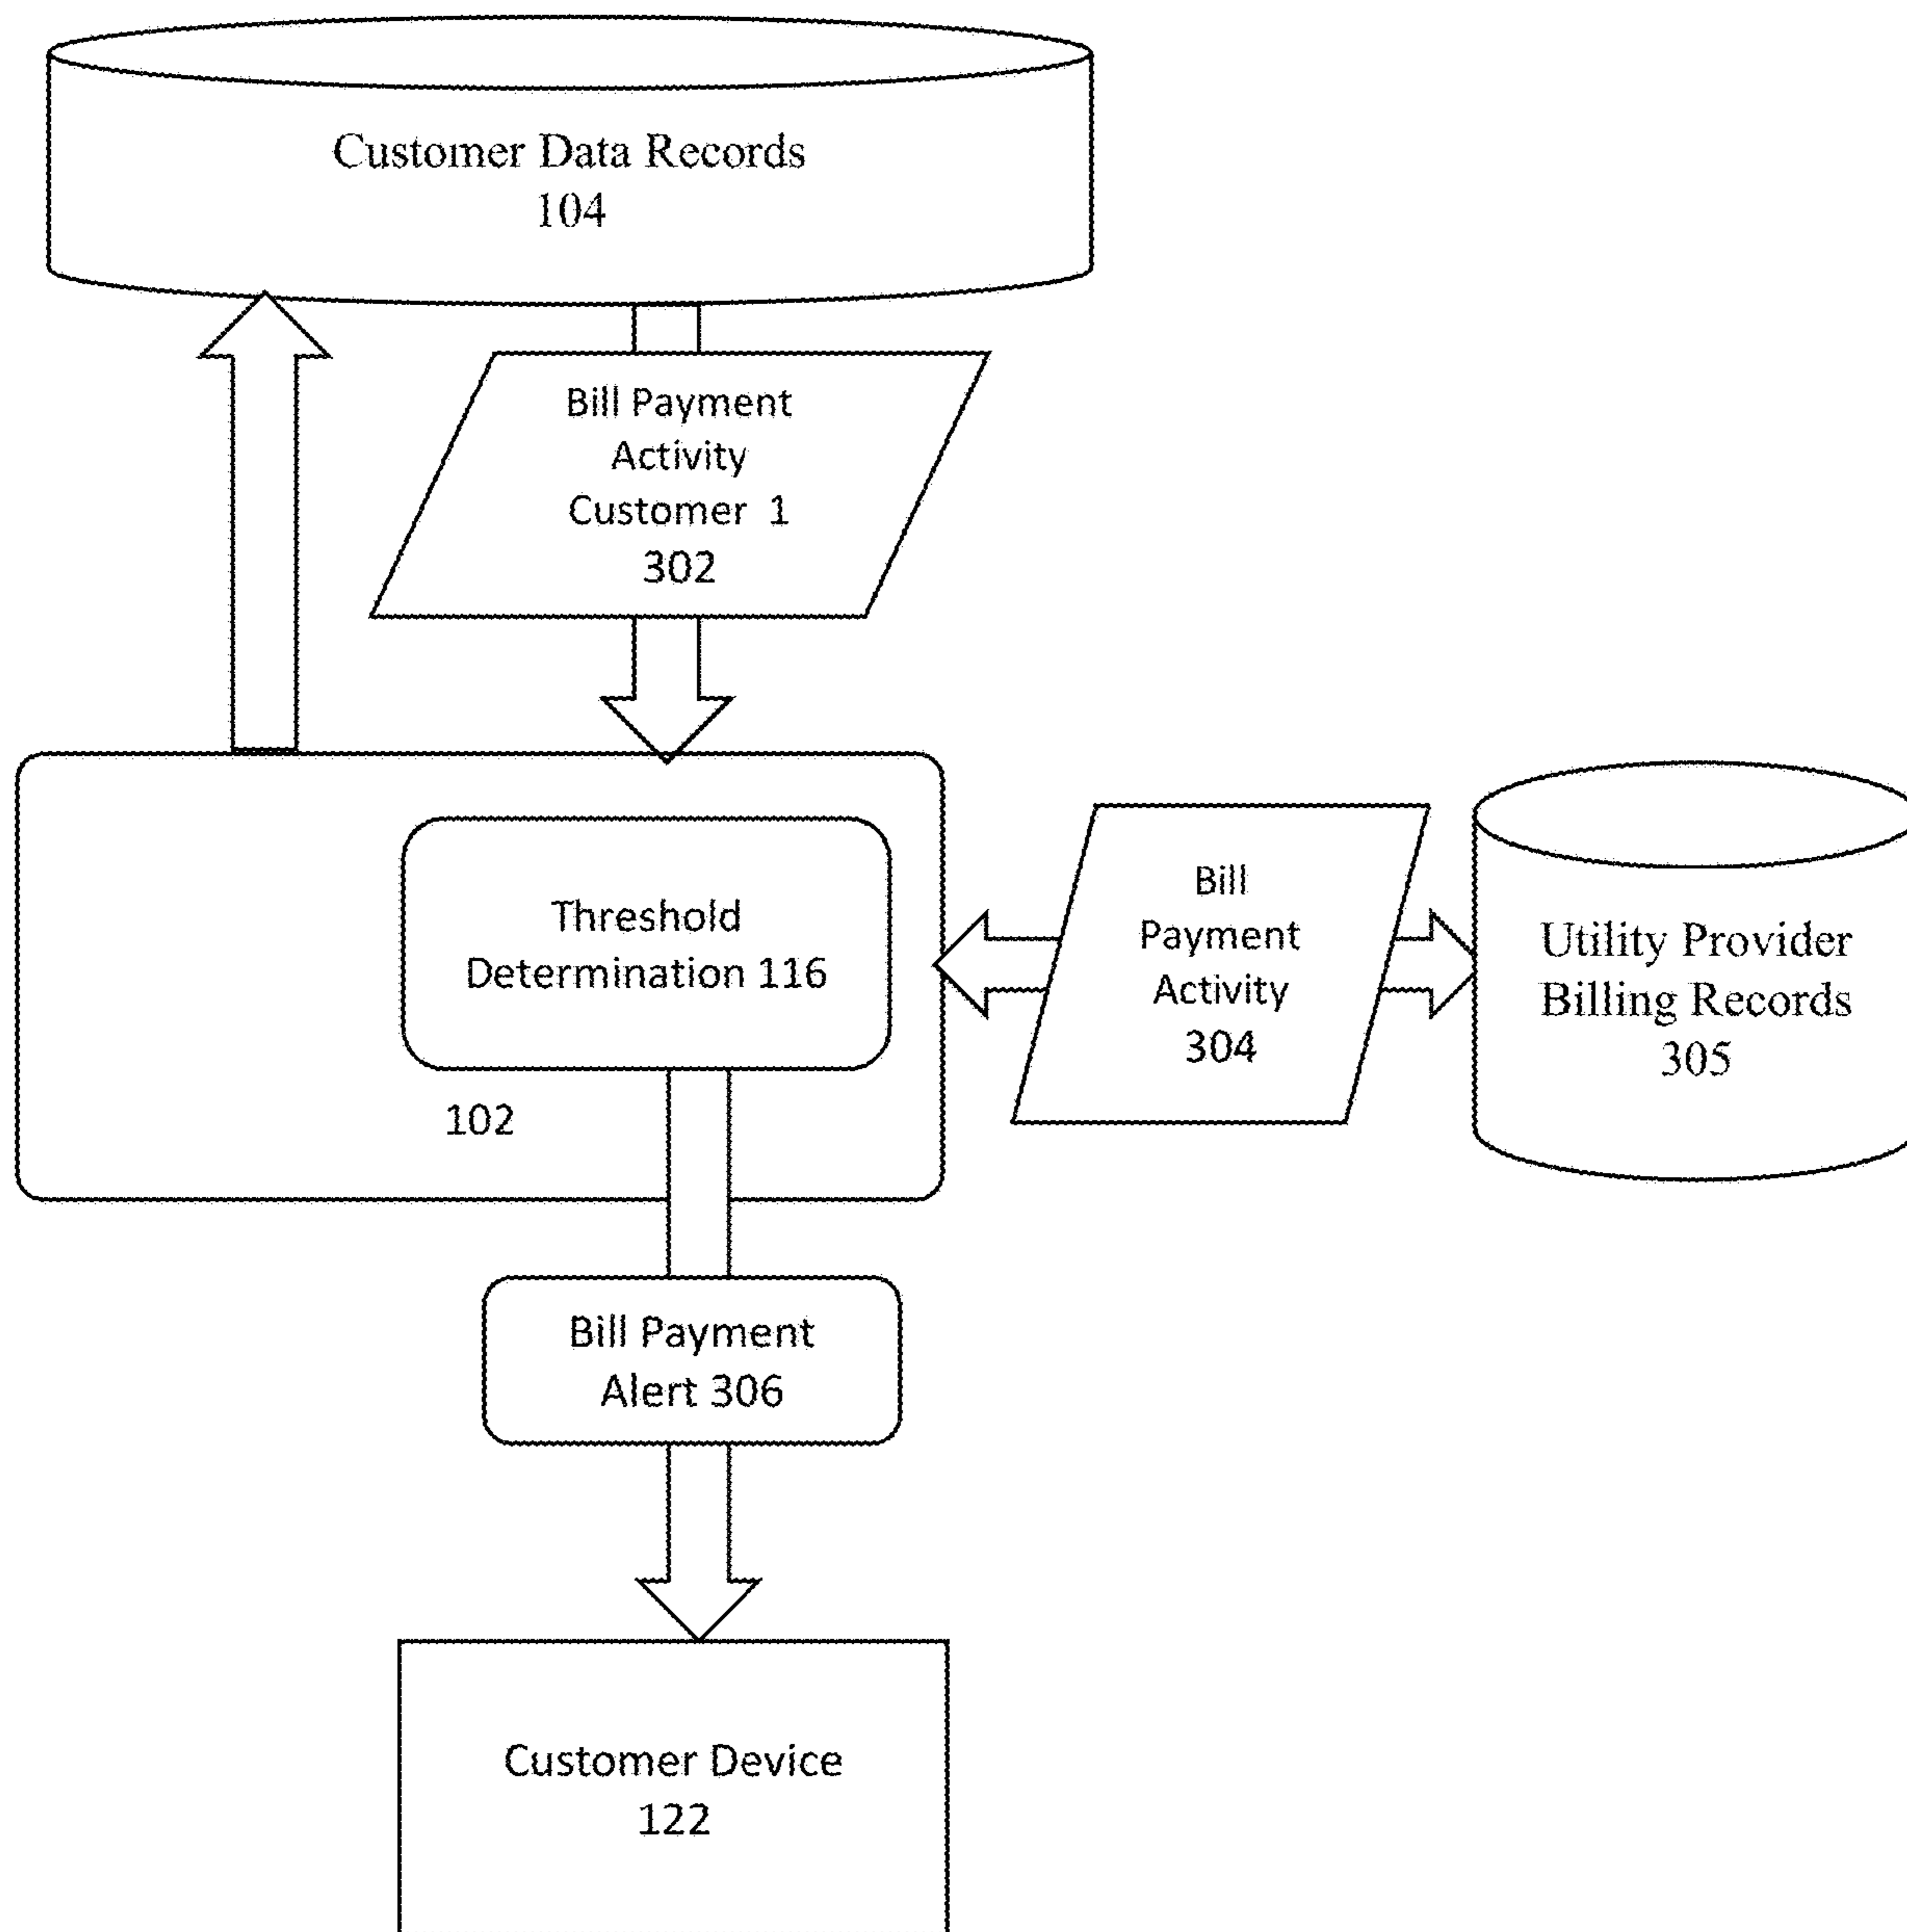 Customer Data Records
104
Bill Payment
Activity
Customer 1
302
Threshold
Determination 116
102
Bill
Payment
Activity
304
Utility Provider
Billing Records
305
Bill Payment
Alert 306
Customer Device
122